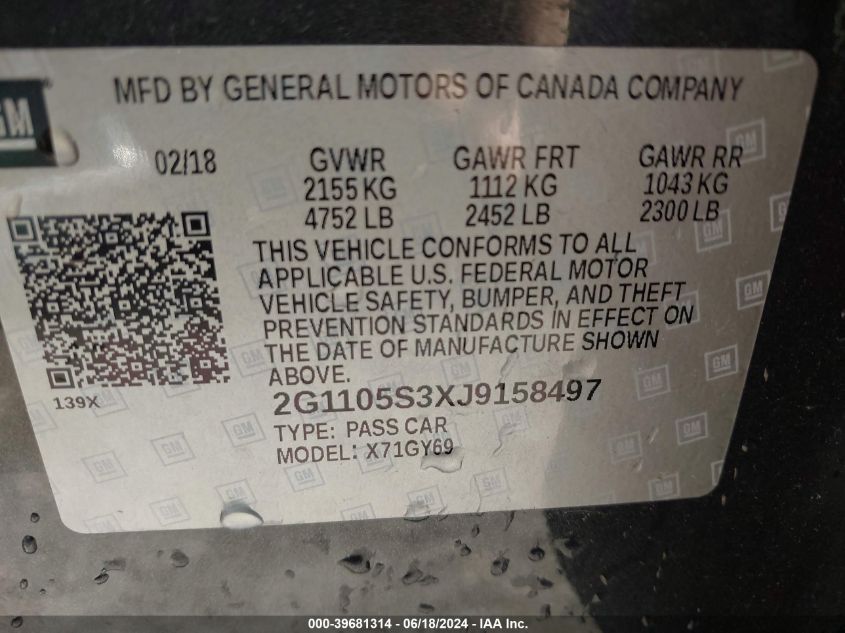 GM
MFD BY GENERAL MOTORS OF CANADA COMPANY
02/18 GVWR GAWR FRT GAWR RR
2155 KG 1112 KG 1043 KG
4752 LB 2452 LB 2300 LB
THIS VEHICLE CONFORMS TO ALL
APPLICABLE U.S. FEDERAL MOTOR
VEHICLE SAFETY, BUMPER, AND THEFT
PREVENTION STANDARDS IN EFFECT ON
THE DATE OF MANUFACTURE SHOWN
ABOVE.
139X
2G1105S3XJ9158497
TYPE: PASS CAR
MODEL: X71GY69
000-39681314 - 06/18/2024 - IAA Inc.